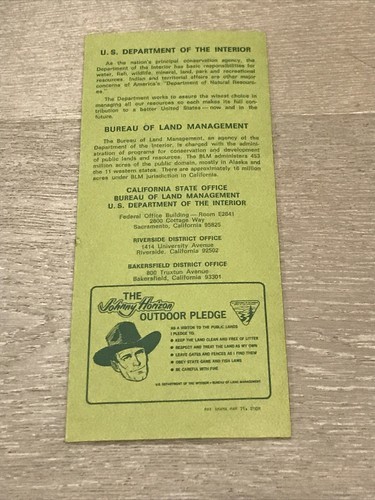 U.S. DEPARTMENT OF THE INTERIOR
As the nation's principal conservation agency, the
Department of the Interior has basic responsibilities for
water, fish, wildlife, mineral, land, park and recreational
resources. Indian and territorial affairs are other major
concerns of America's "Department of Natural Resourc-
es."
The Department works to assure the wisest choice in
managing all our resources so each makes its full con-
tribution to a better United States — now and in the
future.
BUREAU OF LAND MANAGEMENT
The Bureau of Land Management, an agency of the
Department of the Interior, is charged with the admini-
stration of programs for conservation and development
of public lands and resources. The BLM administers 453
million acres of the public domain, mostly in Alaska and
the 11 western states. There are approximately 16 million
acres under BLM jurisdiction in California.
CALIFORNIA STATE OFFICE
BUREAU OF LAND MANAGEMENT
U. S. DEPARTMENT OF THE INTERIOR
Federal Office Building — Room E2841
2800 Cottage Way
Sacramento, California 95825
RIVERSIDE DISTRICT OFFICE
1414 University Avenue
Riverside, California 92502
BAKERSFIELD DISTRICT OFFICE
800 Truxtun Avenue
Bakersfield, California 93301
THE
Johnny Horizon
OUTDOOR PLEDGE
AS A VISITOR TO THE PUBLIC LANDS
I PLEDGE TO,
KEEP THE LAND CLEAN AND FREE OF LITTER
RESPECT AND TREAT THE LAND AS MY OWN
LEAVE GATES AND FENCES AS I FIND THEM
OBEY STATE GAME AND FISH LAWS
BE CAREFUL WITH FIRE
U.S. DEPARTMENT OF THE INTERIOR • BUREAU OF LAND MANAGEMENT